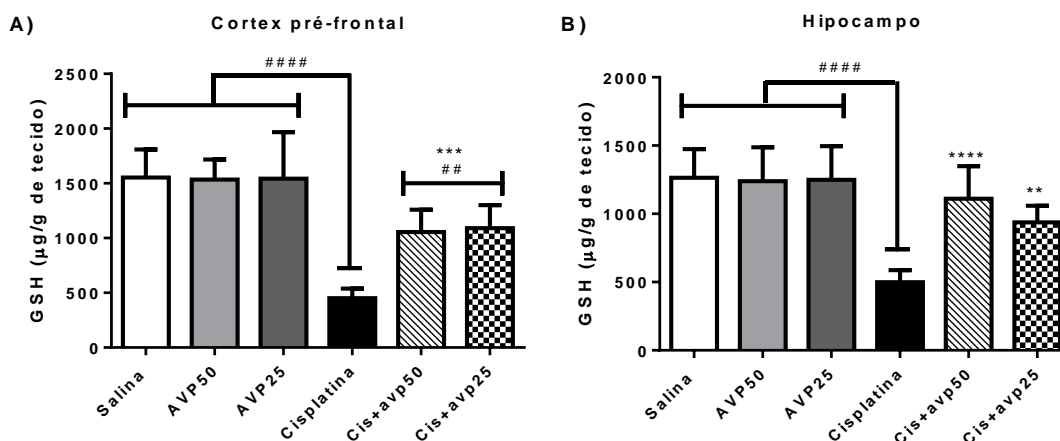 A)
Cortex pré-frontal
####
***
##
GSH (µg/g de tecido)
2500
2000
1500
1000
500
0
Salina
AVP50
AVP25
Cisplatina
Cis+avp50
Cis+avp25
B)
Hipocampo
####
****
**
GSH (µg/g de tecido)
2000
1500
1000
500
0
Salina
AVP50
AVP25
Cisplatina
Cis+avp50
Cis+avp25